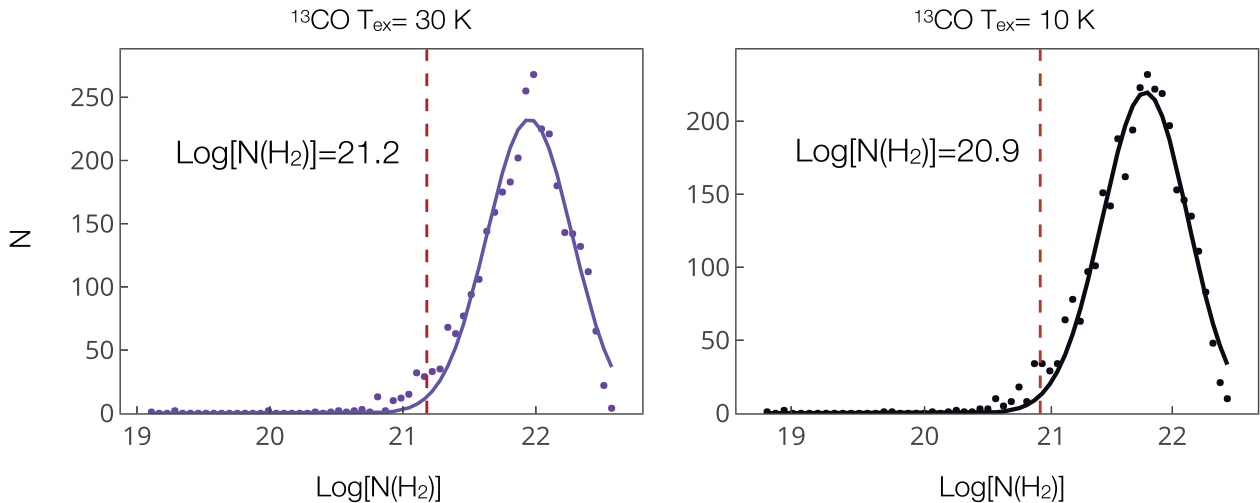 ¹³CO Tₑₓ= 30 K
¹³CO Tₑₓ= 10 K
N
250
200
150
100
50
0
Log[N(H₂)]=21.2
19 20 21 22
Log[N(H₂)]
200
150
100
50
0
Log[N(H₂)]=20.9
19 20 21 22
Log[N(H₂)]